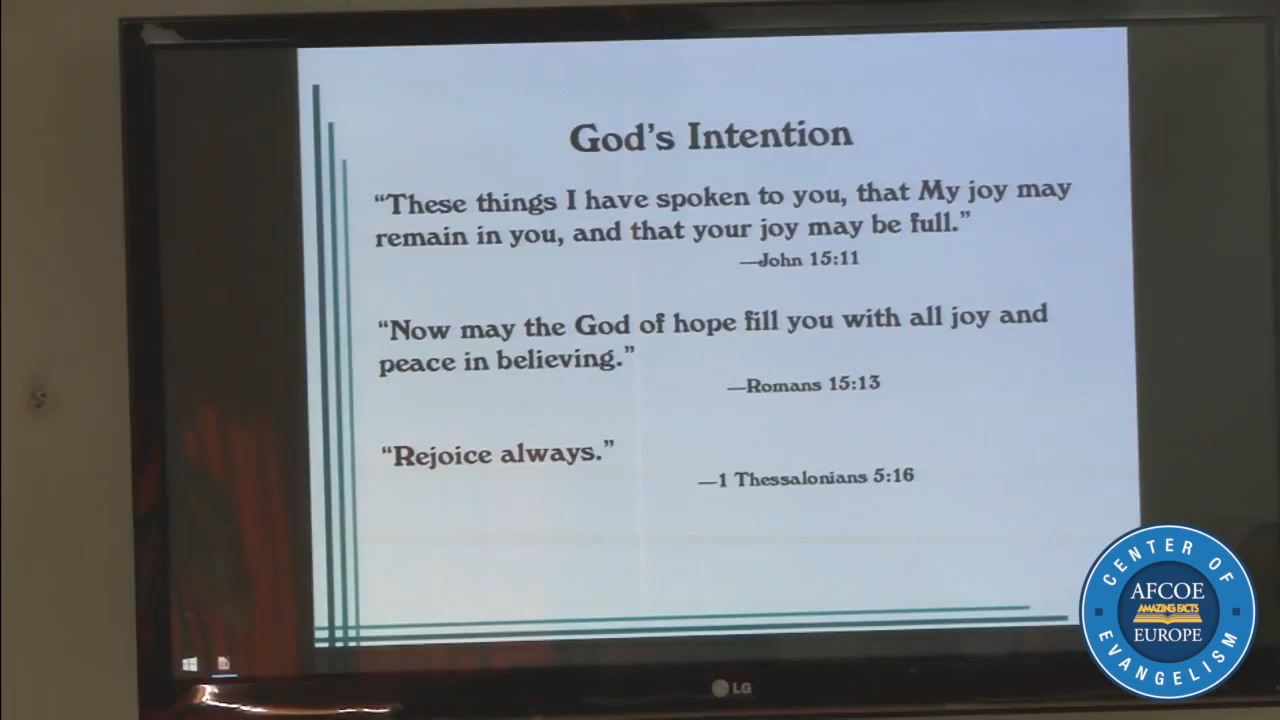 God's Intention
“These things I have spoken to you, that My joy may
remain in you, and that your joy may be full.”
—John 15:11
“Now may the God of hope fill you with all joy and
peace in believing.”
—Romans 15:13
“Rejoice always.”
—1 Thessalonians 5:16
CENTER OF
AFCOE
AMAZING FACTS
EUROPE
EVANGELISM
LG